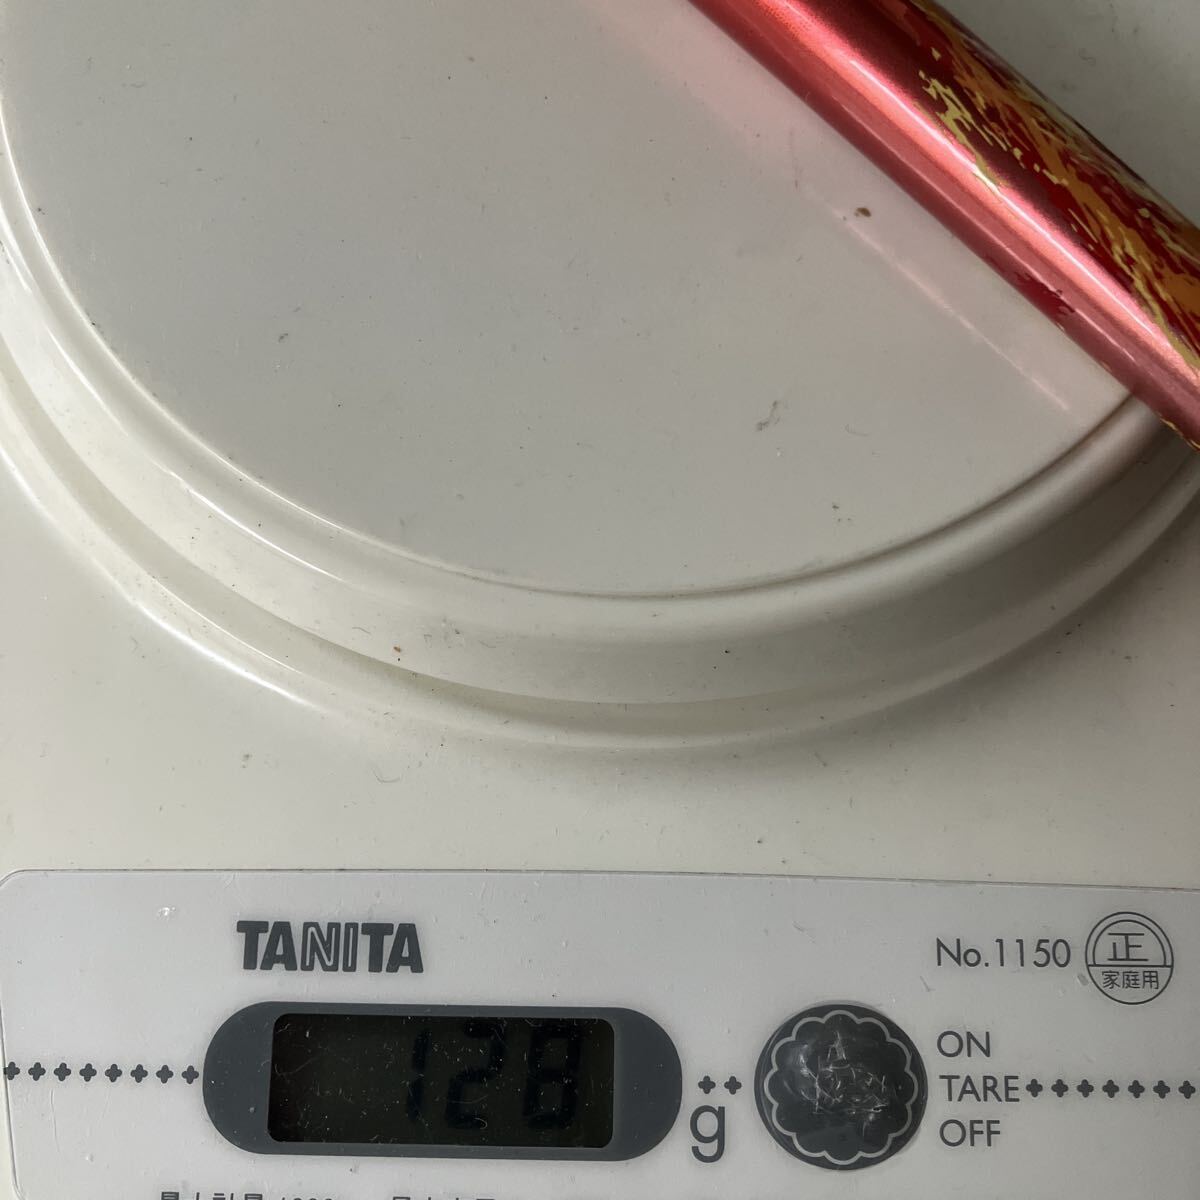 TANITA
No.1150
正
家庭用
128
g
ON
TARE
OFF